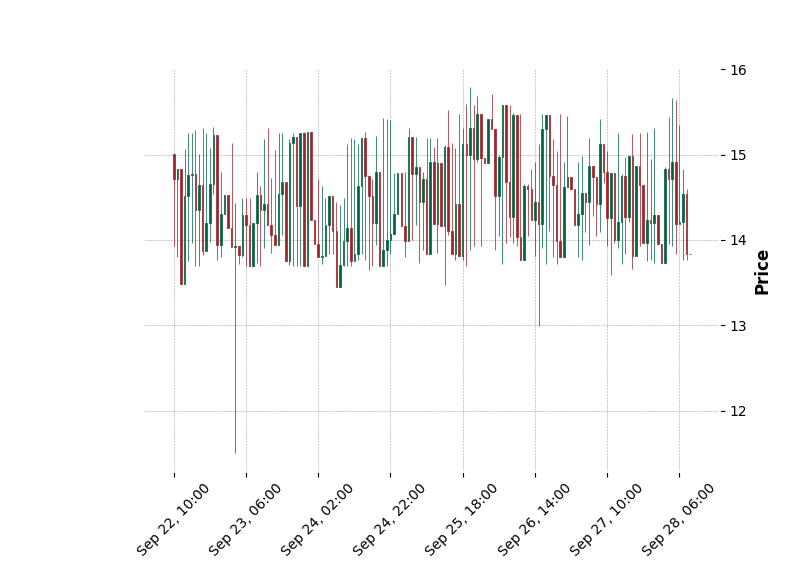 16
15
14
13
12
Price
Sep 22, 10:00
Sep 23, 06:00
Sep 24, 02:00
Sep 24, 22:00
Sep 25, 18:00
Sep 26, 14:00
Sep 27, 10:00
Sep 28, 06:00